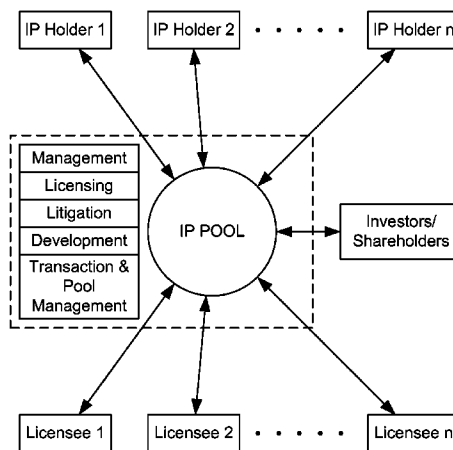 IP Holder 1
IP Holder 2
IP Holder n
Management
Licensing
Litigation
Development
Transaction &
Pool
Management
IP POOL
Investors/
Shareholders
Licensee 1
Licensee 2
Licensee n